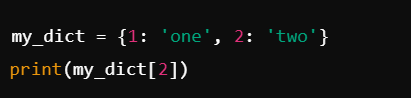 my_dict = {1: 'one', 2: 'two'}
print(my_dict[2])